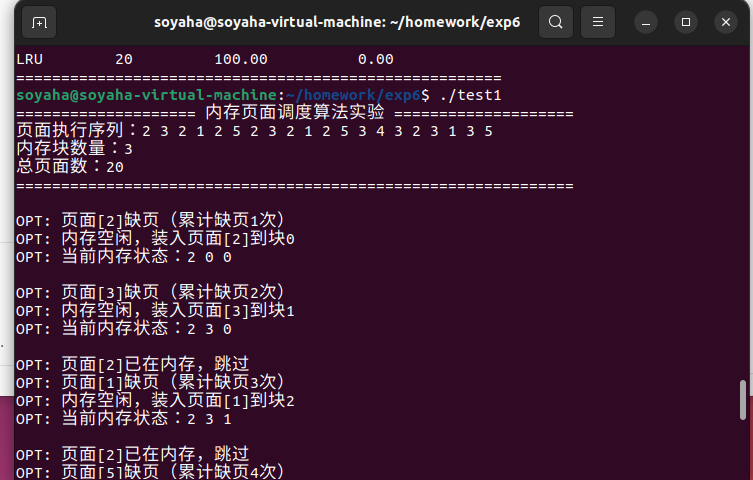 soyaha@soyaha-virtual-machine: ~/homework/exp6
LRU 20 100.00 0.00
======================================================
soyaha@soyaha-virtual-machine:~/homework/exp6$ ./test1
==================== 内存页面调度算法实验 ====================
页面执行序列：2 3 2 1 2 5 2 3 2 1 2 5 3 4 3 2 3 1 3 5
内存块数量：3
总页面数：20
==============================================================
OPT: 页面[2]缺页（累计缺页1次）
OPT: 内存空闲，装入页面[2]到块0
OPT: 当前内存状态：2 0 0
OPT: 页面[3]缺页（累计缺页2次）
OPT: 内存空闲，装入页面[3]到块1
OPT: 当前内存状态：2 3 0
OPT: 页面[2]已在内存，跳过
OPT: 页面[1]缺页（累计缺页3次）
OPT: 内存空闲，装入页面[1]到块2
OPT: 当前内存状态：2 3 1
OPT: 页面[2]已在内存，跳过
OPT: 页面[5]缺页（累计缺页4次）